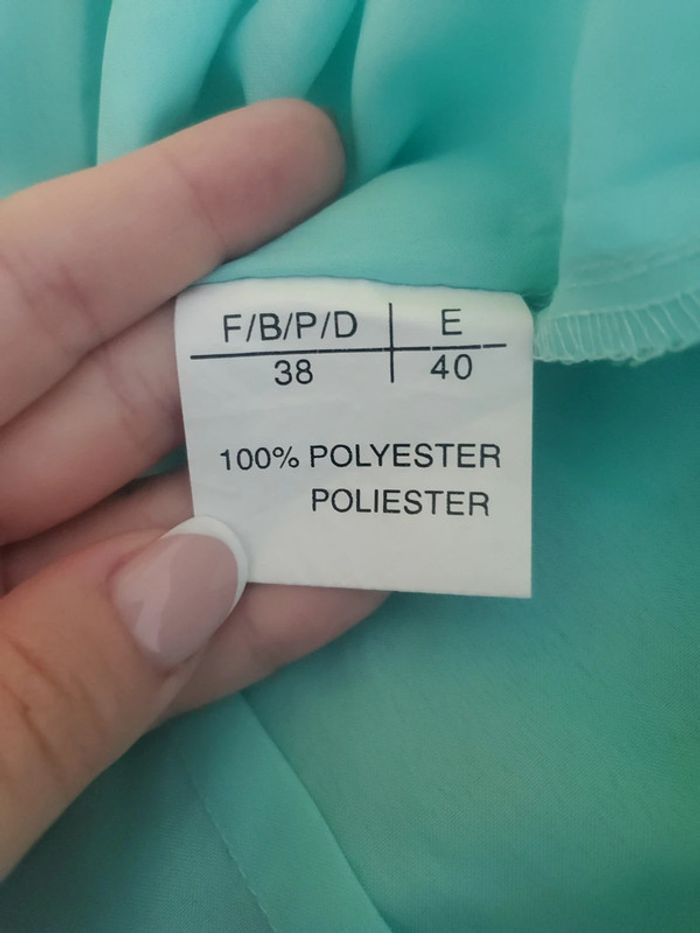 F/B/P/D E
38 40
100% POLYESTER
POLIESTER